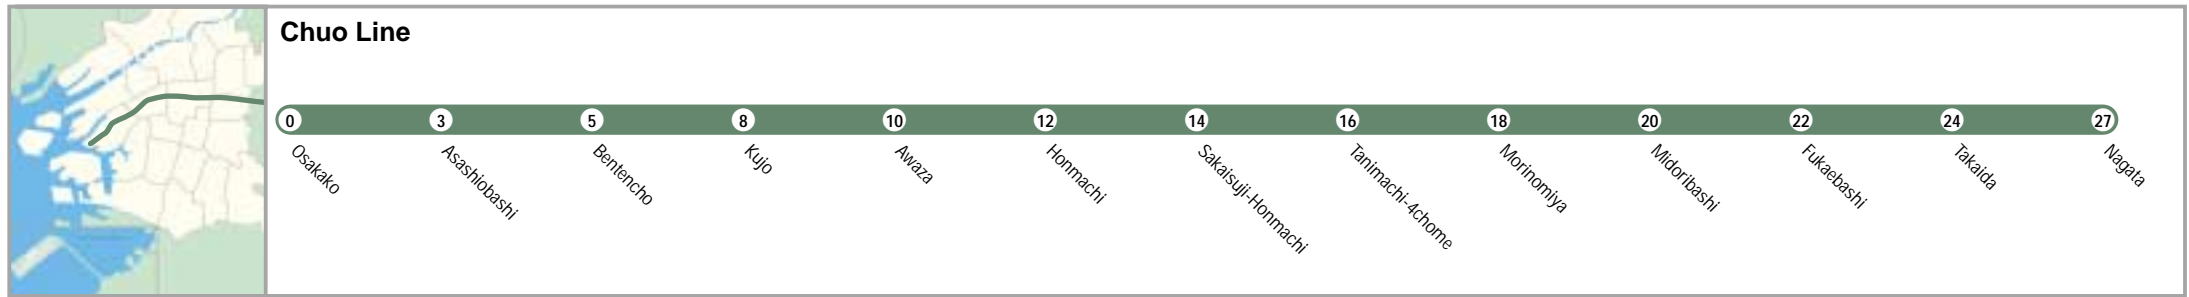 Chuo Line
0 3 5 8 10 12 14 16 18 20 22 24 27
Osakako
Asashiobashi
Bentencho
Kujo
Awaza
Honmachi
Sakaisuji-Honmachi
Tanimachi-4chome
Morinomiya
Midoribashi
Fukaebashi
Takaida
Nagata